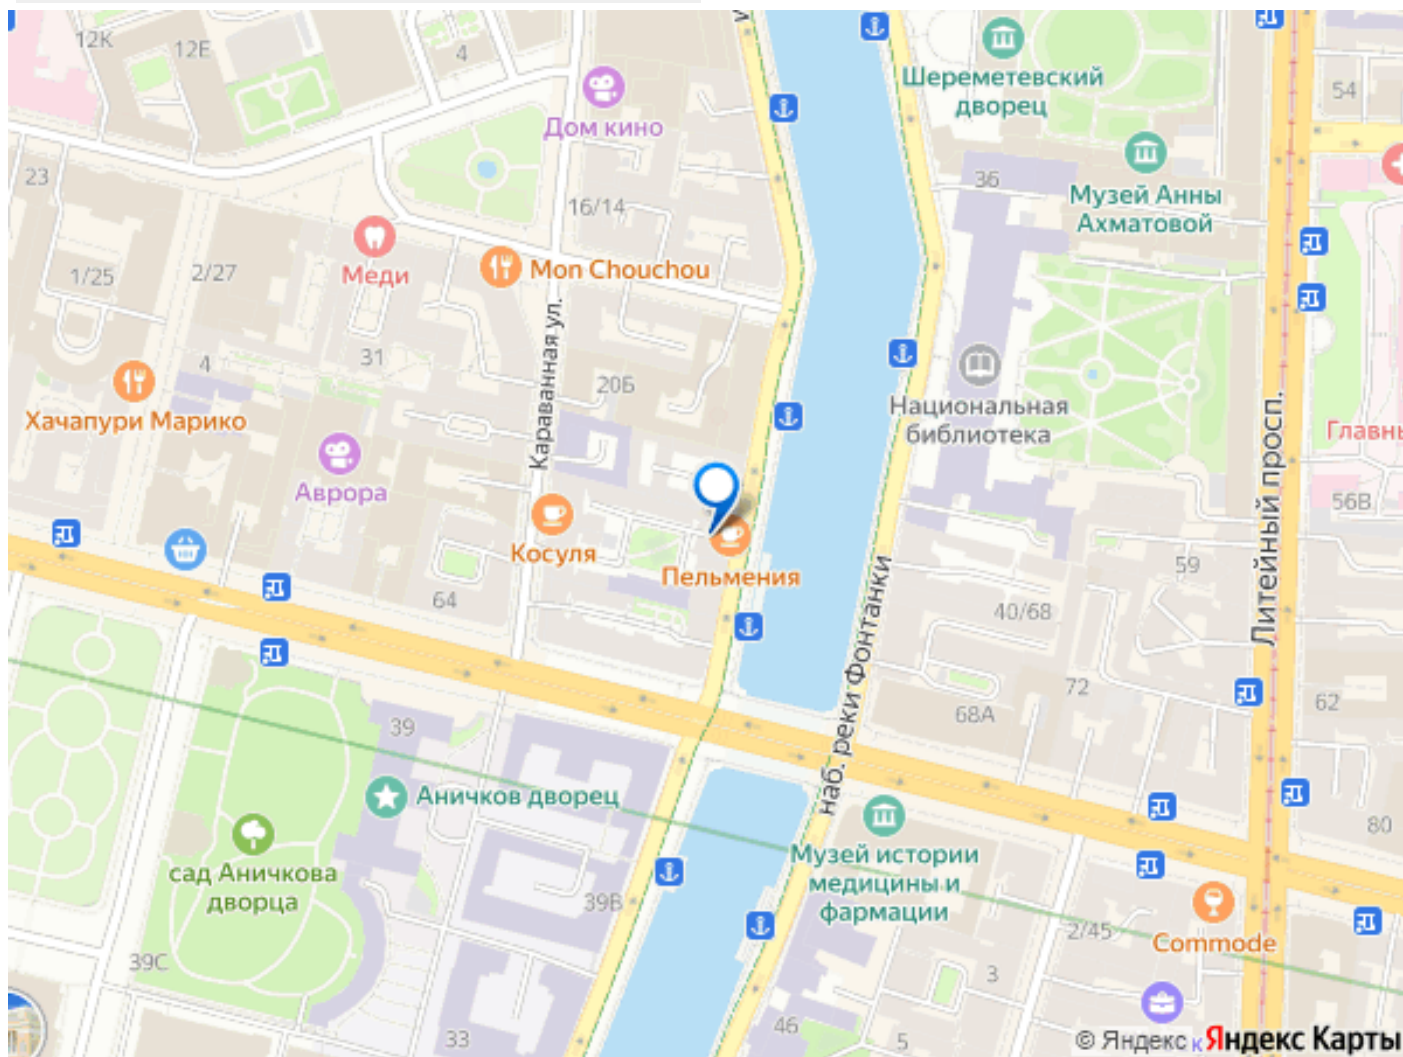 12К
12Е
4
Дом кино
Шереметевский
дворец
54
Музей Анны
Ахматовой
36
23
16/14
1/25
2/27
Меди
Mon Chouchou
Караванная ул.
4
31
20Б
Хачапури Марико
Аврора
Национальная
библиотека
Литейный просп.
56В
Косуля
Пельмения
64
59
40/68
наб. реки Фонтанки
72
68А
62
39
Аничков дворец
сад Аничкова
дворца
Музей истории
медицины и
фармации
80
39В
2/45
Commode
39С
3
33
46
5
© Яндекс к Яндекс Карты